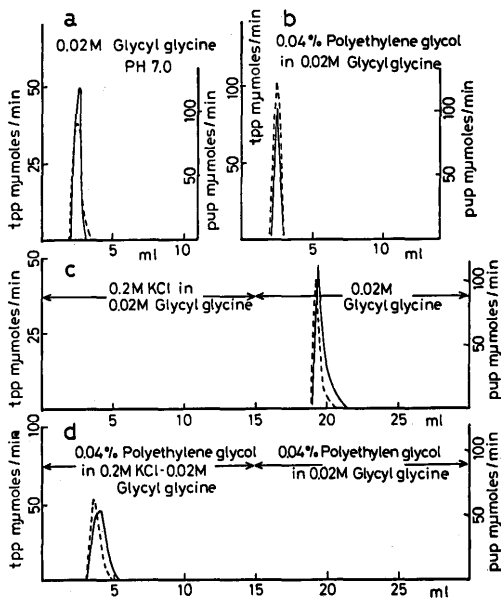 a
0.02M Glycyl glycine
PH 7.0
tpp mμmoles/min
50
25
100
50
pup mμmoles/min
5
10
ml
b
0.04% Polyethylene glycol
in 0.02M Glycyl glycine
tpp mμmoles/min
100
50
100
50
pup mμmoles/min
5
10
ml
c
tpp mμmoles/min
50
25
0.2M KCl in
0.02M Glycyl glycine
0.02M
Glycyl glycine
100
50
pup mμmoles/min
5
10
15
20
25
ml
d
tpp mμmoles/min
100
50
0.04% Polyethylene glycol
in 0.2M KCl-0.02M
Glycyl glycine
0.04% Polyethylen glycol
in 0.02M Glycyl glycine
100
50
pup mμmoles/min
5
10
15
20
25
ml